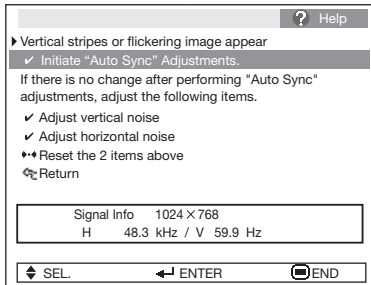 ? Help
Vertical stripes or flickering image appear
✔ Initiate “Auto Sync” Adjustments.
If there is no change after performing "Auto Sync"
adjustments, adjust the following items.
✔ Adjust vertical noise
✔ Adjust horizontal noise
Reset the 2 items above
Return
Signal Info 1024×768
H 48.3 kHz / V 59.9 Hz
SEL. ENTER END